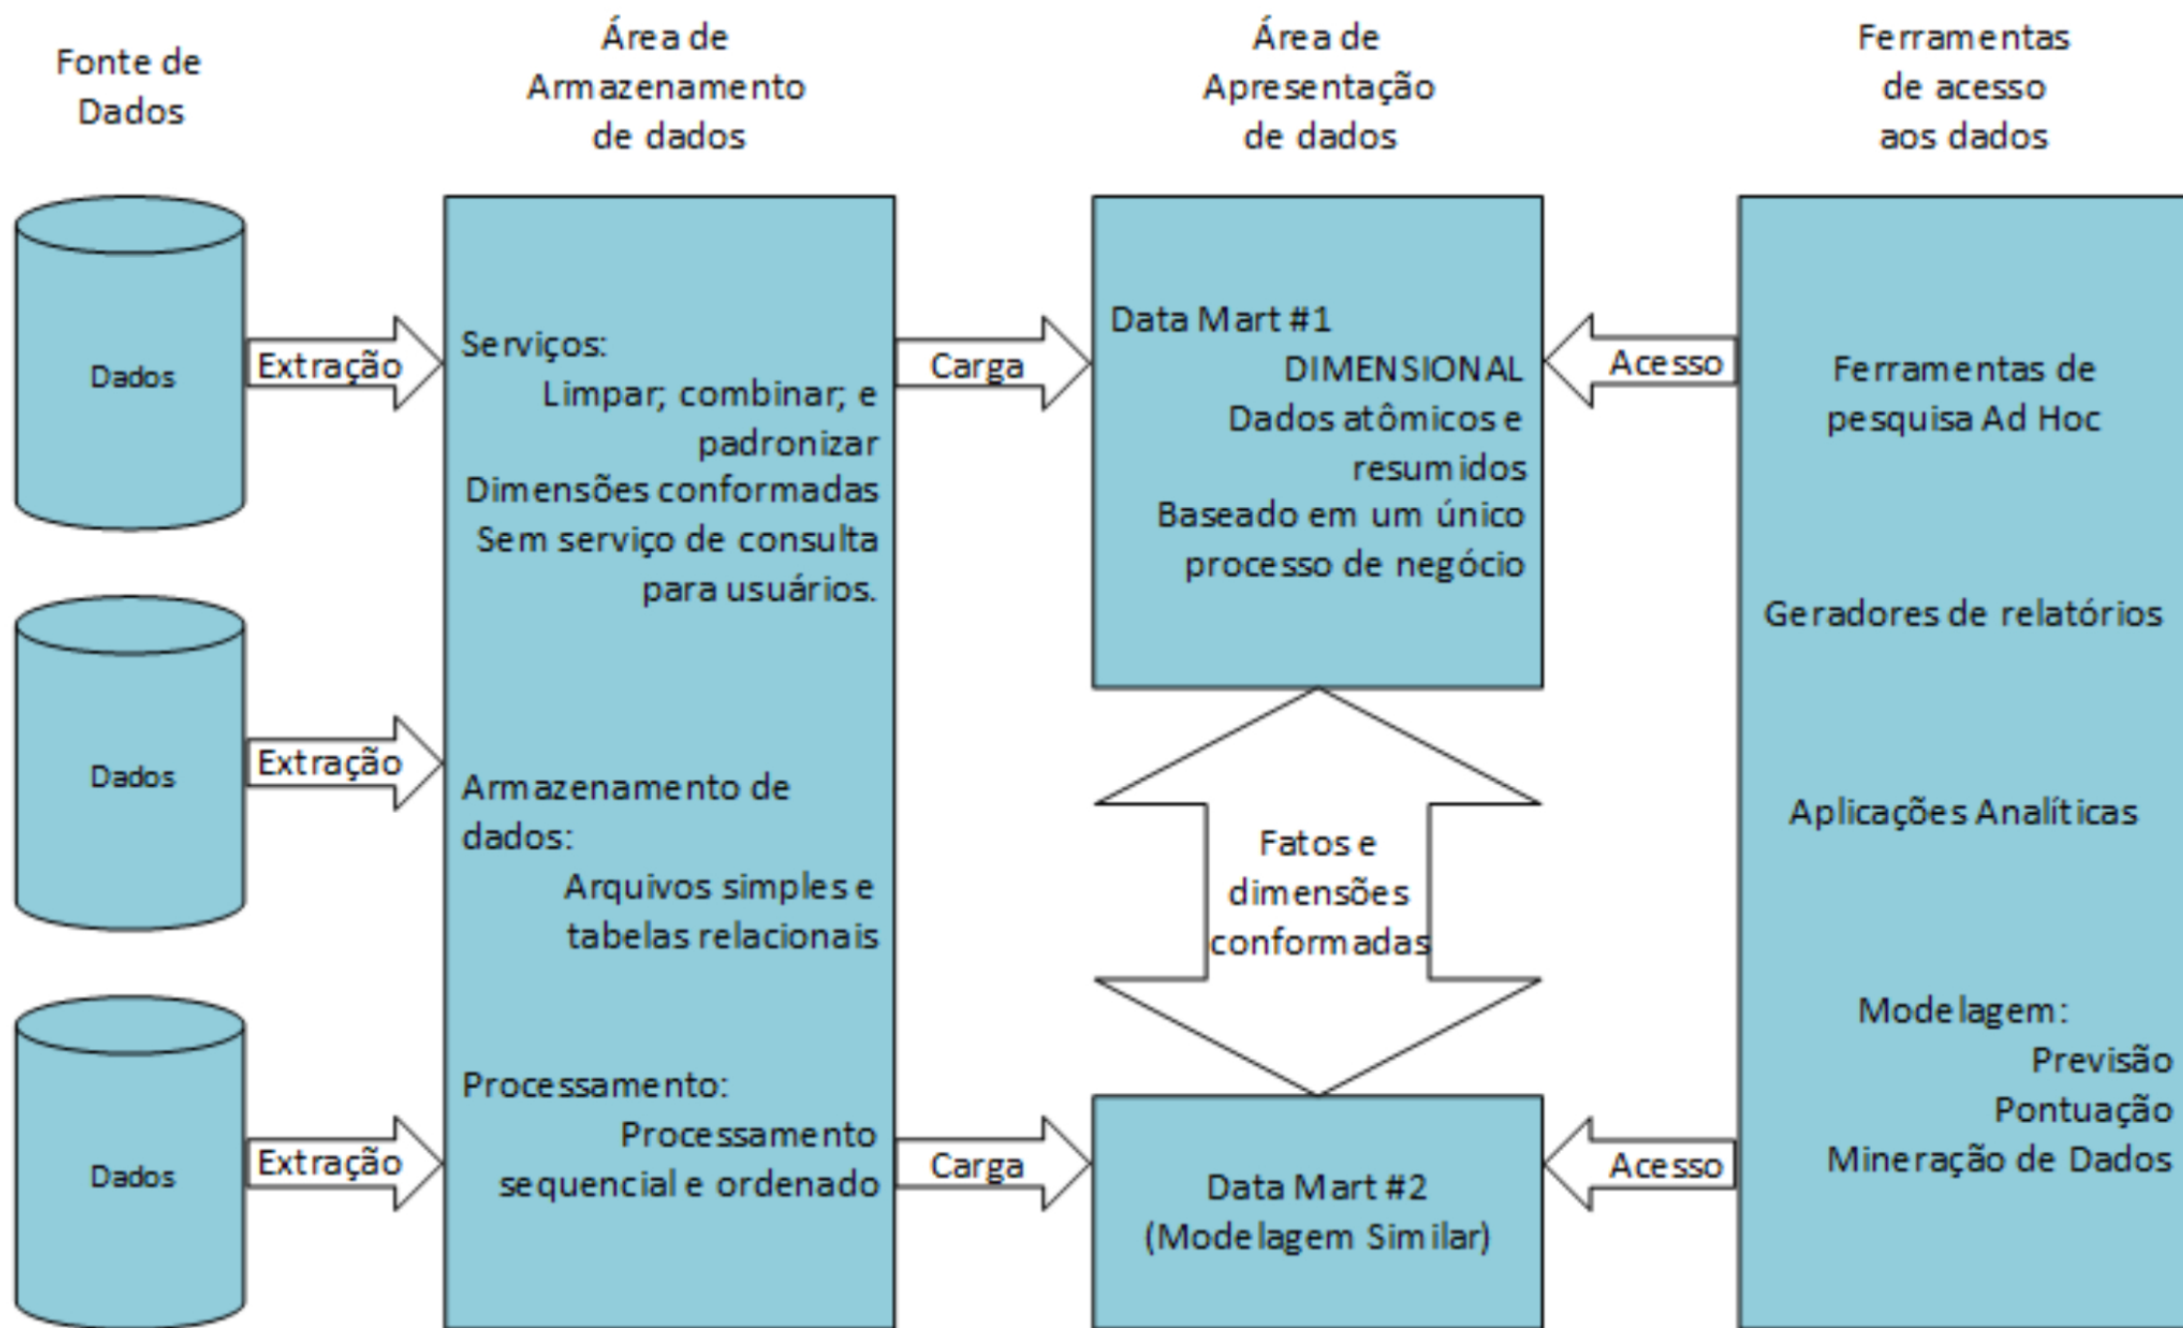 Fonte de
Dados
Área de
Armazenamento
de dados
Área de
Apresentação
de dados
Ferramentas
de acesso
aos dados
Dados
Extração
Dados
Extração
Dados
Extração
Serviços:
Limpar; combinar; e
padronizar
Dimensões conformadas
Sem serviço de consulta
para usuários.
Armazenamento de
dados:
Arquivos simples e
tabelas relacionais
Processamento:
Processamento
sequencial e ordenado
Carga
Carga
Data Mart #1
DIMENSIONAL
Dados atômicos e
resumidos
Baseado em um único
processo de negócio
Fatos e
dimensões
conformadas
Data Mart #2
(Modelagem Similar)
Acesso
Acesso
Ferramentas de
pesquisa Ad Hoc
Geradores de relatórios
Aplicações Analíticas
Modelagem:
Previsão
Pontuação
Mineração de Dados